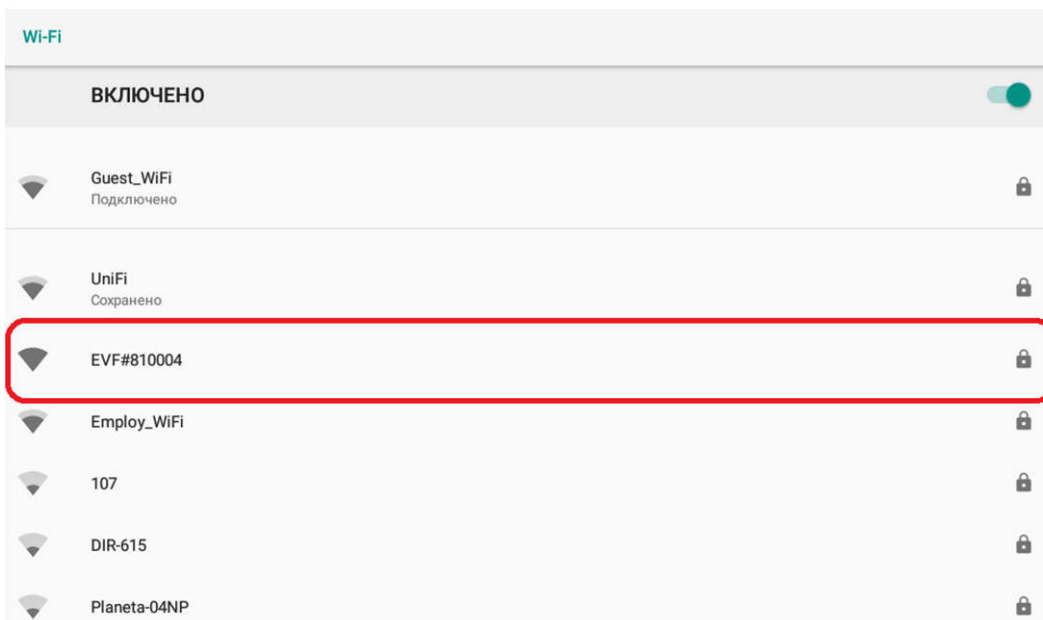 Wi-Fi
ВКЛЮЧЕНО
Guest_WiFi
Подключено
UniFi
Сохранено
EVF#810004
Employ_WiFi
107
DIR-615
Planeta-04NP